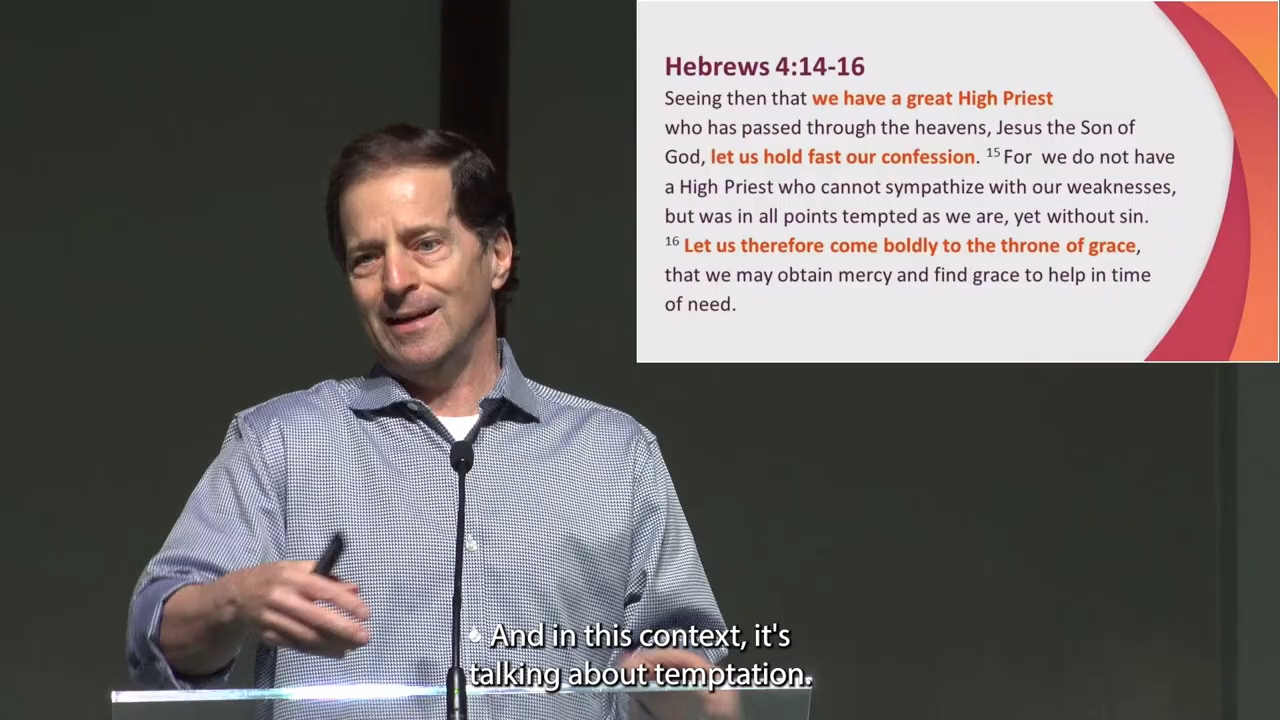 Hebrews 4:14-16
Seeing then that we have a great High Priest
who has passed through the heavens, Jesus the Son of
God, let us hold fast our confession. 15 For we do not have
a High Priest who cannot sympathize with our weaknesses,
but was in all points tempted as we are, yet without sin.
16 Let us therefore come boldly to the throne of grace,
that we may obtain mercy and find grace to help in time
of need.
And in this context, it's
talking about temptation.